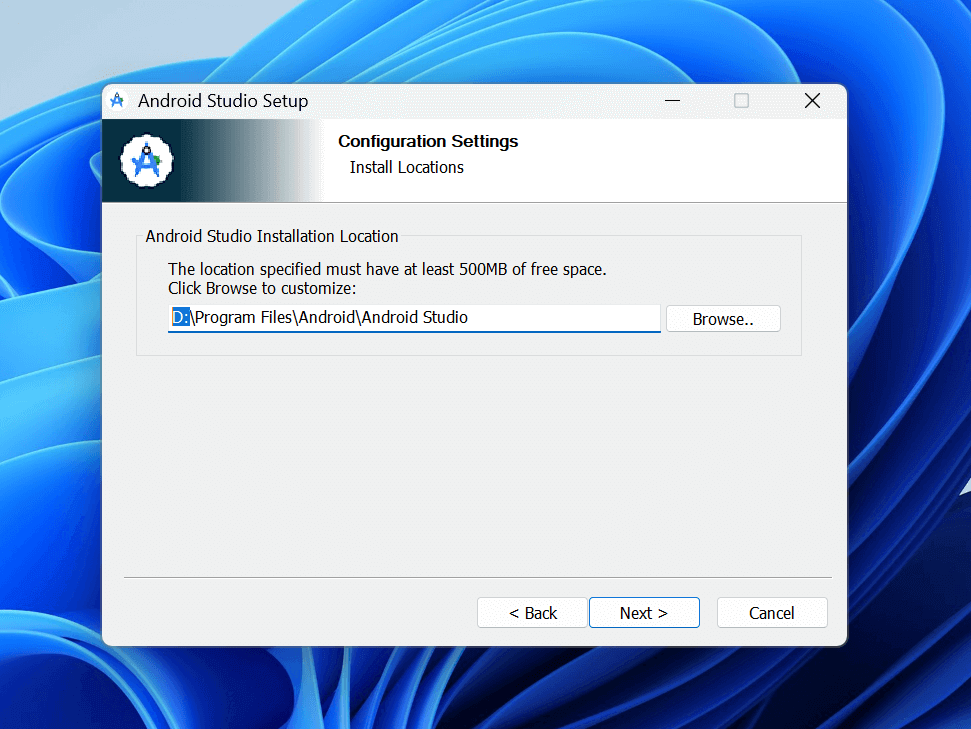 Android Studio Setup
Configuration Settings
Install Locations
Android Studio Installation Location
The location specified must have at least 500MB of free space.
Click Browse to customize:
D:\Program Files\Android\Android Studio
Browse..
< Back
Next >
Cancel